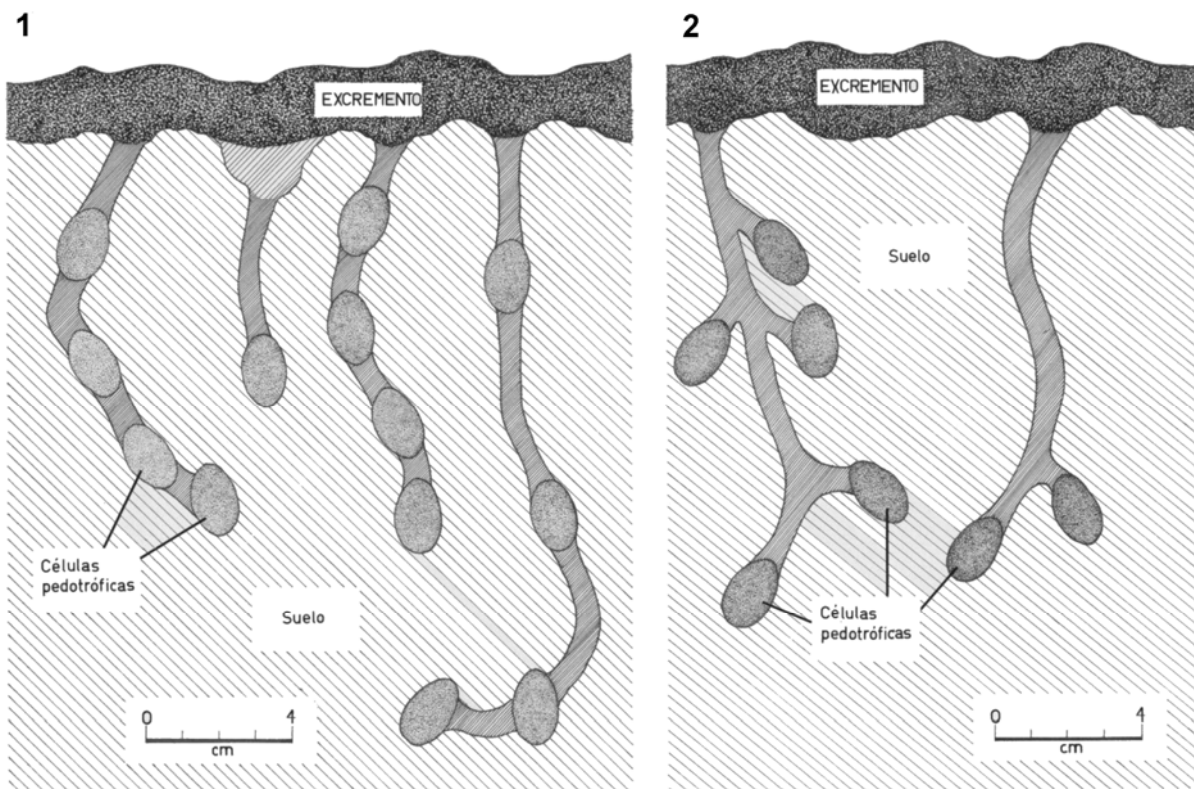 1
EXCREMENTO
Células
pedotróficas
Suelo
0 4
cm
2
EXCREMENTO
Suelo
Células
pedotróficas
0 4
cm